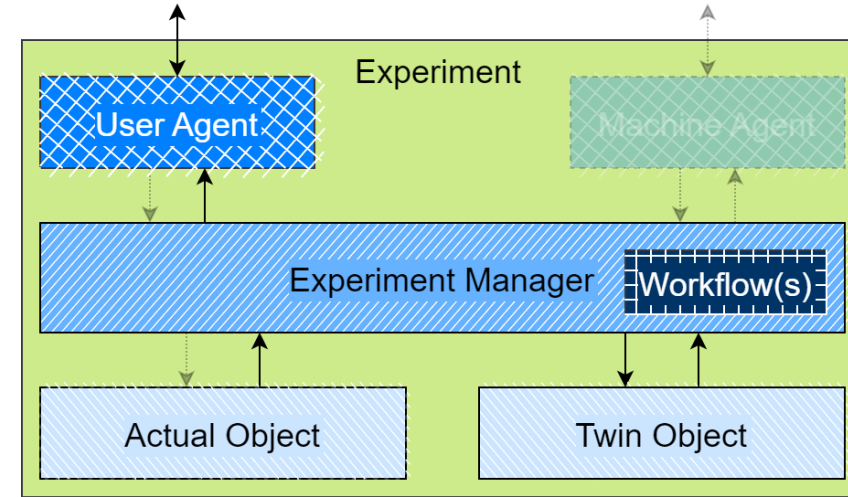 Experiment
User Agent
Machine Agent
Experiment Manager
Workflow(s)
Actual Object
Twin Object